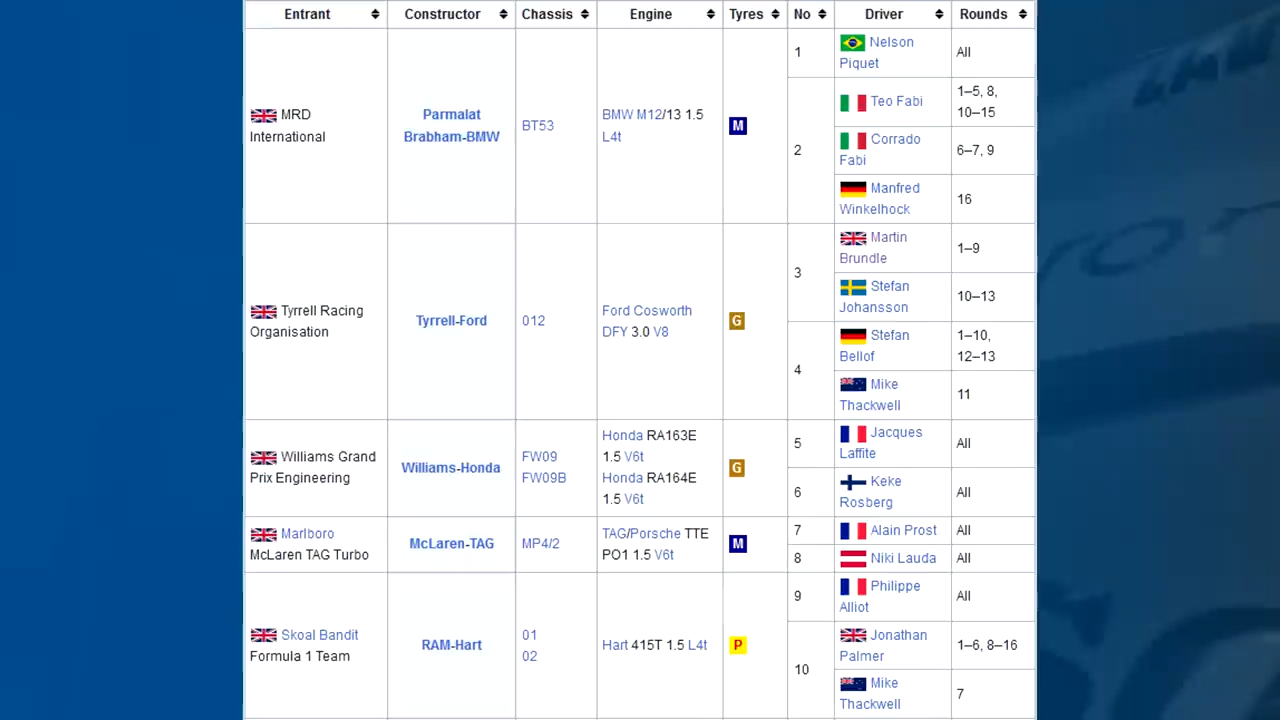 Entrant Constructor Chassis Engine Tyres No Driver Rounds
MRD
International
Parmalat
Brabham-BMW
BT53
BMW M12/13 1.5
L4t
M
1
Nelson
Piquet
All
2
Teo Fabi
1–5, 8,
10–15
Corrado
Fabi
6–7, 9
Manfred
Winkelhock
16
Tyrrell Racing
Organisation
Tyrrell-Ford
012
Ford Cosworth
DFY 3.0 V8
G
3
Martin
Brundle
1–9
Stefan
Johansson
10–13
4
Stefan
Bellof
1–10,
12–13
Mike
Thackwell
11
Williams Grand
Prix Engineering
Williams-Honda
FW09
FW09B
Honda RA163E
1.5 V6t
Honda RA164E
1.5 V6t
G
5
Jacques
Laffite
All
6
Keke
Rosberg
All
Marlboro
McLaren TAG Turbo
McLaren-TAG
MP4/2
TAG/Porsche TTE
PO1 1.5 V6t
M
7
Alain Prost
All
8
Niki Lauda
All
Skoal Bandit
Formula 1 Team
RAM-Hart
01
02
Hart 415T 1.5 L4t
P
9
Philippe
Alliot
All
10
Jonathan
Palmer
1–6, 8–16
Mike
Thackwell
7